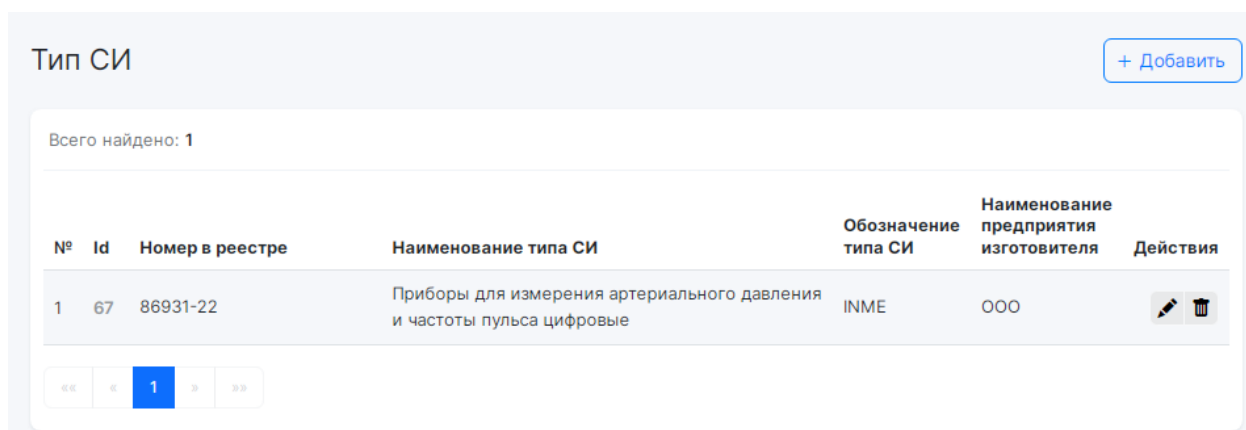 Тип СИ
+ Добавить
Всего найдено: 1
№ Id Номер в реестре Наименование типа СИ Обозначение типа СИ Наименование предприятия изготовителя Действия
1 67 86931-22 Приборы для измерения артериального давления и частоты пульса цифровые INME ООО
«« « 1 » »»